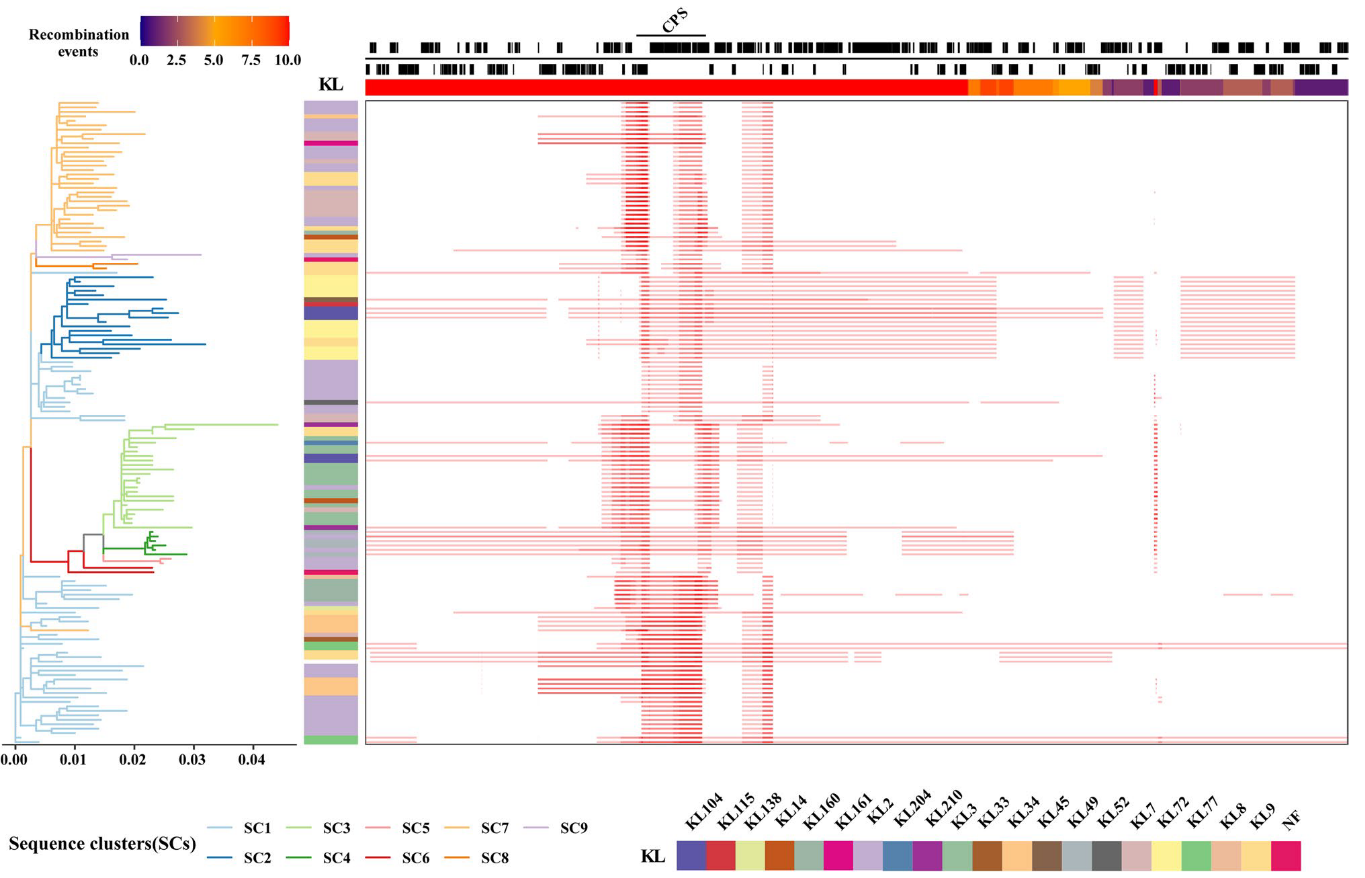 CPS
Recombination
events
0.0 2.5 5.0 7.5 10.0
KL
0.00 0.01 0.02 0.03 0.04
Sequence clusters(SCs)
SC1 SC3 SC5 SC7 SC9
SC2 SC4 SC6 SC8
KL104 KL115 KL138 KL14 KL160 KL161 KL2 KL204 KL210 KL3 KL33 KL34 KL45 KL49 KL52 KL7 KL72 KL77 KL8 KL9 NF
KL